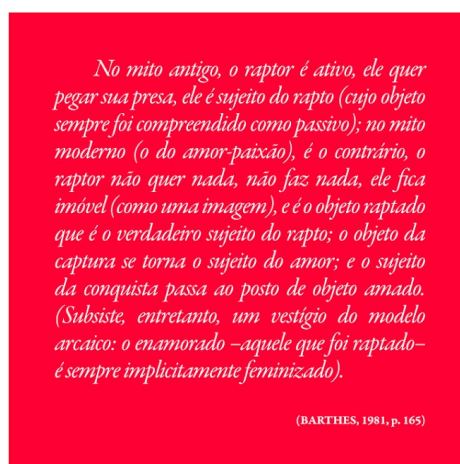 No mito antigo, o raptor é ativo, ele quer
pegar sua presa, ele é sujeito do rapto (cujo objeto
sempre foi compreendido como passivo); no mito
moderno (o do amor-paixão), é o contrário, o
raptor não quer nada, não faz nada, ele fica
imóvel (como uma imagem), e é o objeto raptado
que é o verdadeiro sujeito do rapto; o objeto da
captura se torna o sujeito do amor; e o sujeito
da conquista passa ao posto de objeto amado.
(Subsiste, entretanto, um vestígio do modelo
arcaico: o enamorado –aquele que foi raptado–
é sempre implicitamente feminizado).
(BARTHES, 1981, p. 165)